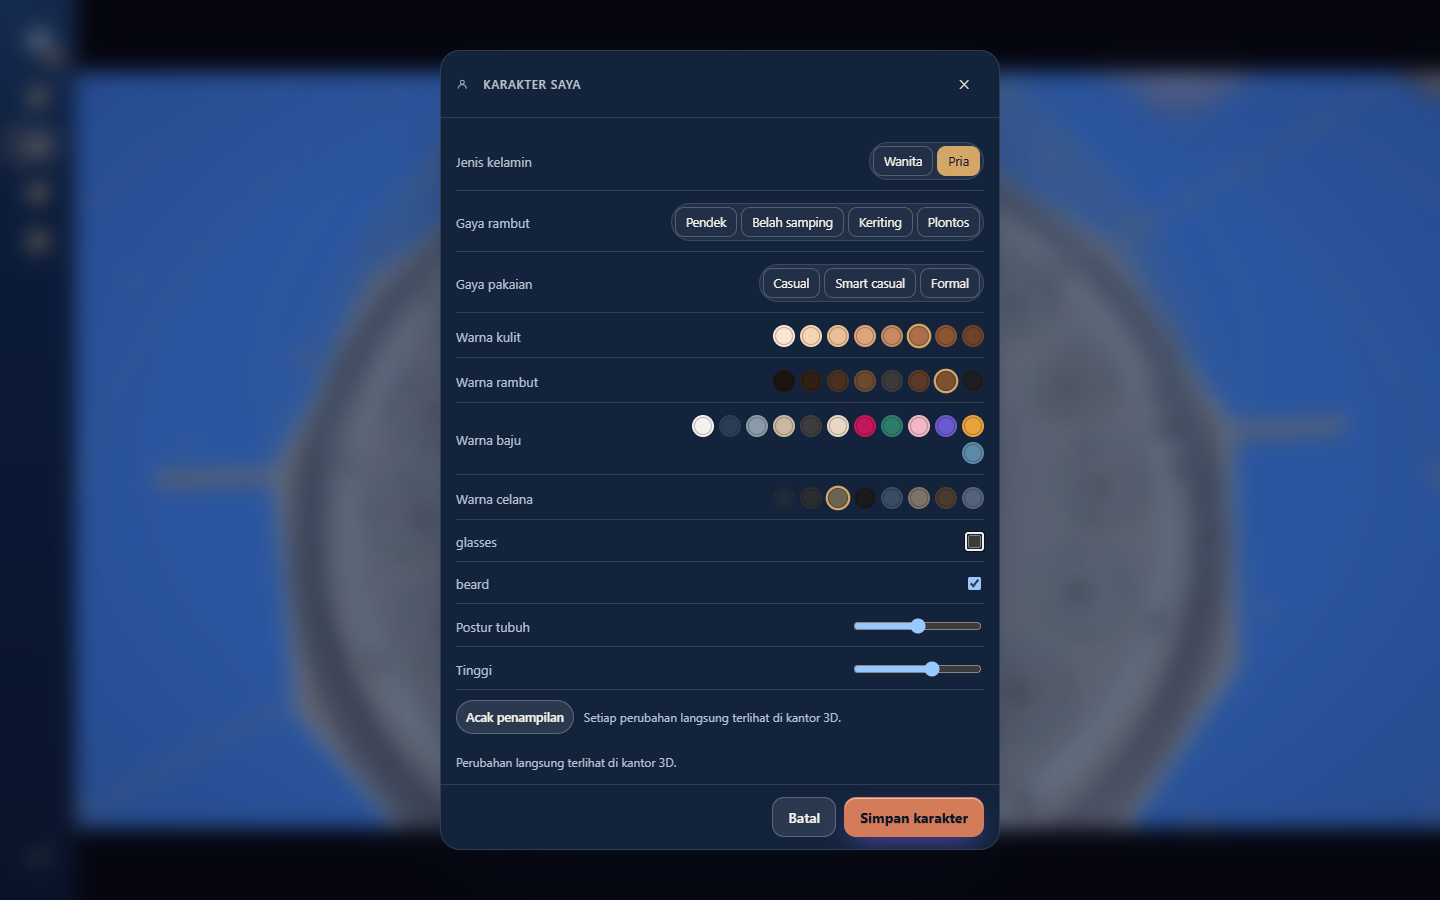 KARAKTER SAYA
Jenis kelamin
Wanita
Pria
Gaya rambut
Pendek
Belah samping
Keriting
Plontos
Gaya pakaian
Casual
Smart casual
Formal
Warna kulit
Warna rambut
Warna baju
Warna celana
glasses
beard
Postur tubuh
Tinggi
Acak penampilan
Setiap perubahan langsung terlihat di kantor 3D.
Perubahan langsung terlihat di kantor 3D.
Batal
Simpan karakter